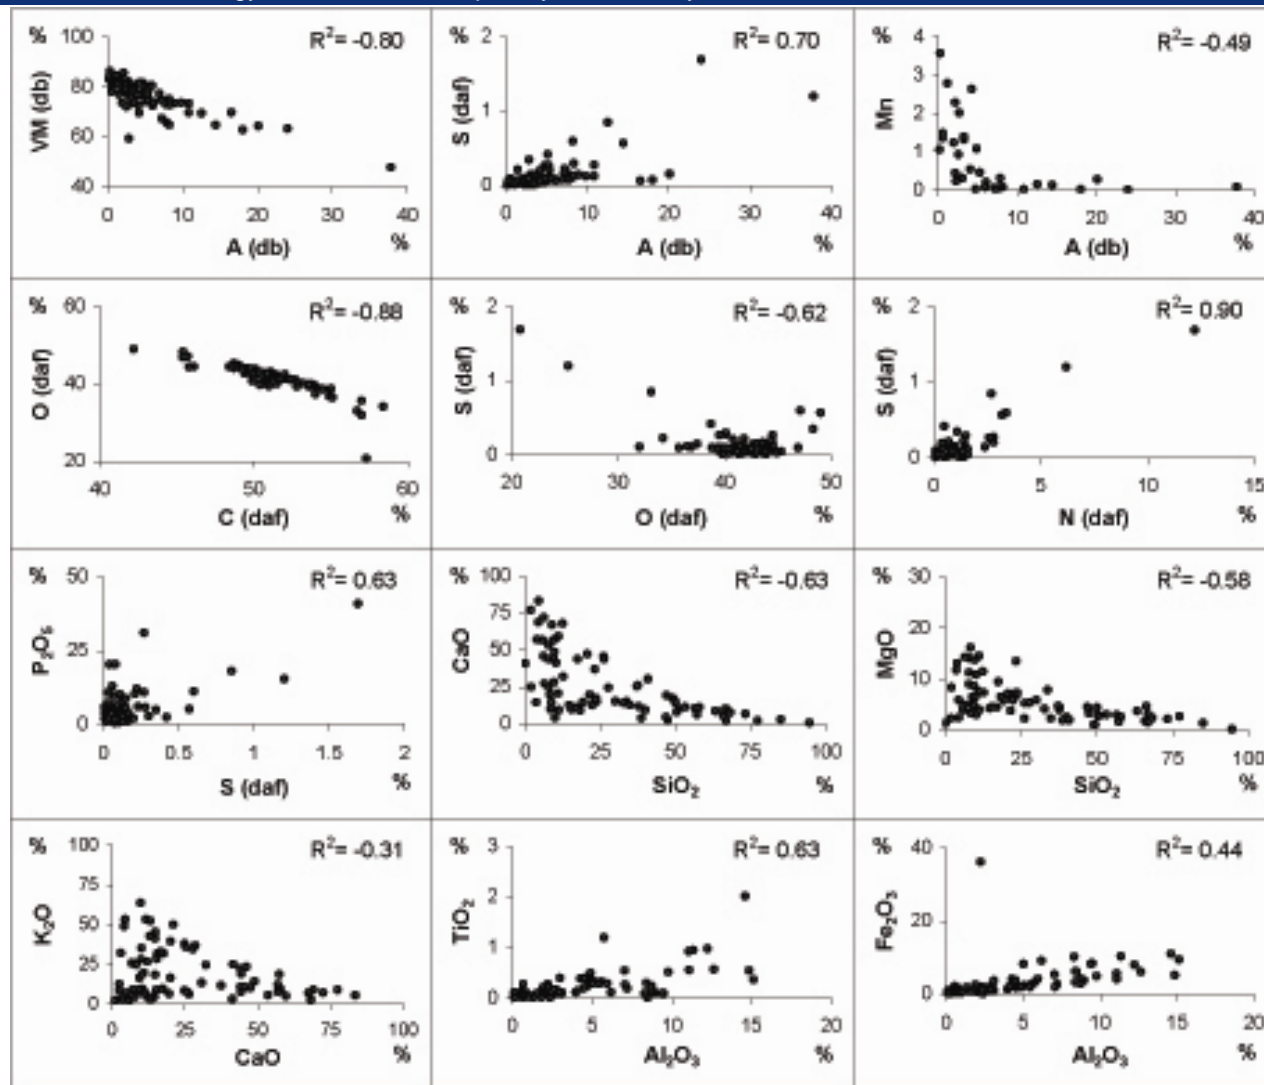 % 100 R²= -0.80
VM (db)
80
60
40
0 10 20 30 40
A (db) %
% 2 R²= 0.70
S (daf)
1
0
0 10 20 30 40
A (db) %
% 4 R²= -0.49
Mn
3
2
1
0
0 10 20 30 40
A (db) %
% 60 R²= -0.88
O (daf)
40
20
40 50 60
C (daf) %
% 2 R²= -0.62
S (daf)
1
0
20 30 40 50
O (daf) %
% 2 R²= 0.90
S (daf)
1
0
0 5 10 15
N (daf) %
% 50 R²= 0.63
P₂O₅
25
0
0 0.5 1 1.5 2
S (daf) %
% 100 R²= -0.63
CaO
75
50
25
0
0 25 50 75 100
SiO₂ %
% 30 R²= -0.58
MgO
20
10
0
0 25 50 75 100
SiO₂ %
% 100 R²= -0.31
K₂O
75
50
25
0
0 25 50 75 100
CaO %
% 3 R²= 0.63
TiO₂
2
1
0
0 5 10 15 20
Al₂O₃ %
% 40 R²= 0.44
Fe₂O₃
20
0
0 5 10 15 20
Al₂O₃ %